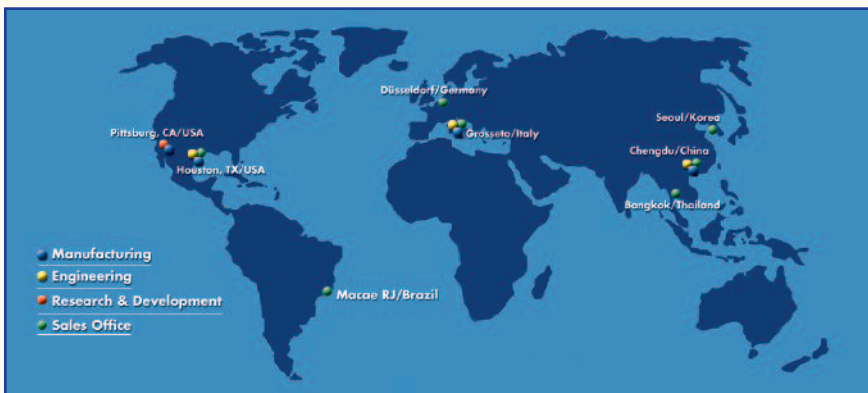 Düsseldorf/Germany
Seoul/Korea
Pittsburg, CA/USA
Grosseto/Italy
Chengdu/China
Houston, TX/USA
Bangkok/Thailand
Manufacturing
Engineering
Research & Development
Macae RJ/Brazil
Sales Office